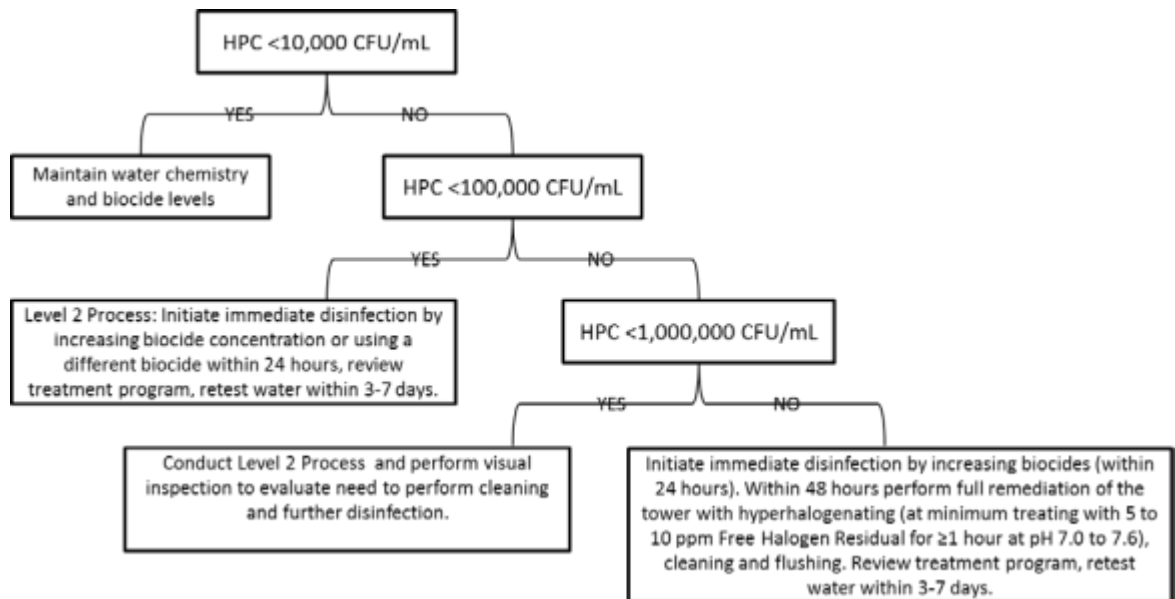 HPC <10,000 CFU/mL
YES
NO
Maintain water chemistry
and biocide levels
HPC <100,000 CFU/mL
YES
NO
Level 2 Process: Initiate immediate disinfection by
increasing biocide concentration or using a
different biocide within 24 hours, review
treatment program, retest water within 3-7 days.
HPC <1,000,000 CFU/mL
YES
NO
Conduct Level 2 Process and perform visual
inspection to evaluate need to perform cleaning
and further disinfection.
Initiate immediate disinfection by increasing biocides (within
24 hours). Within 48 hours perform full remediation of the
tower with hyperhalogenating (at minimum treating with 5 to
10 ppm Free Halogen Residual for ≥1 hour at pH 7.0 to 7.6),
cleaning and flushing. Review treatment program, retest
water within 3-7 days.